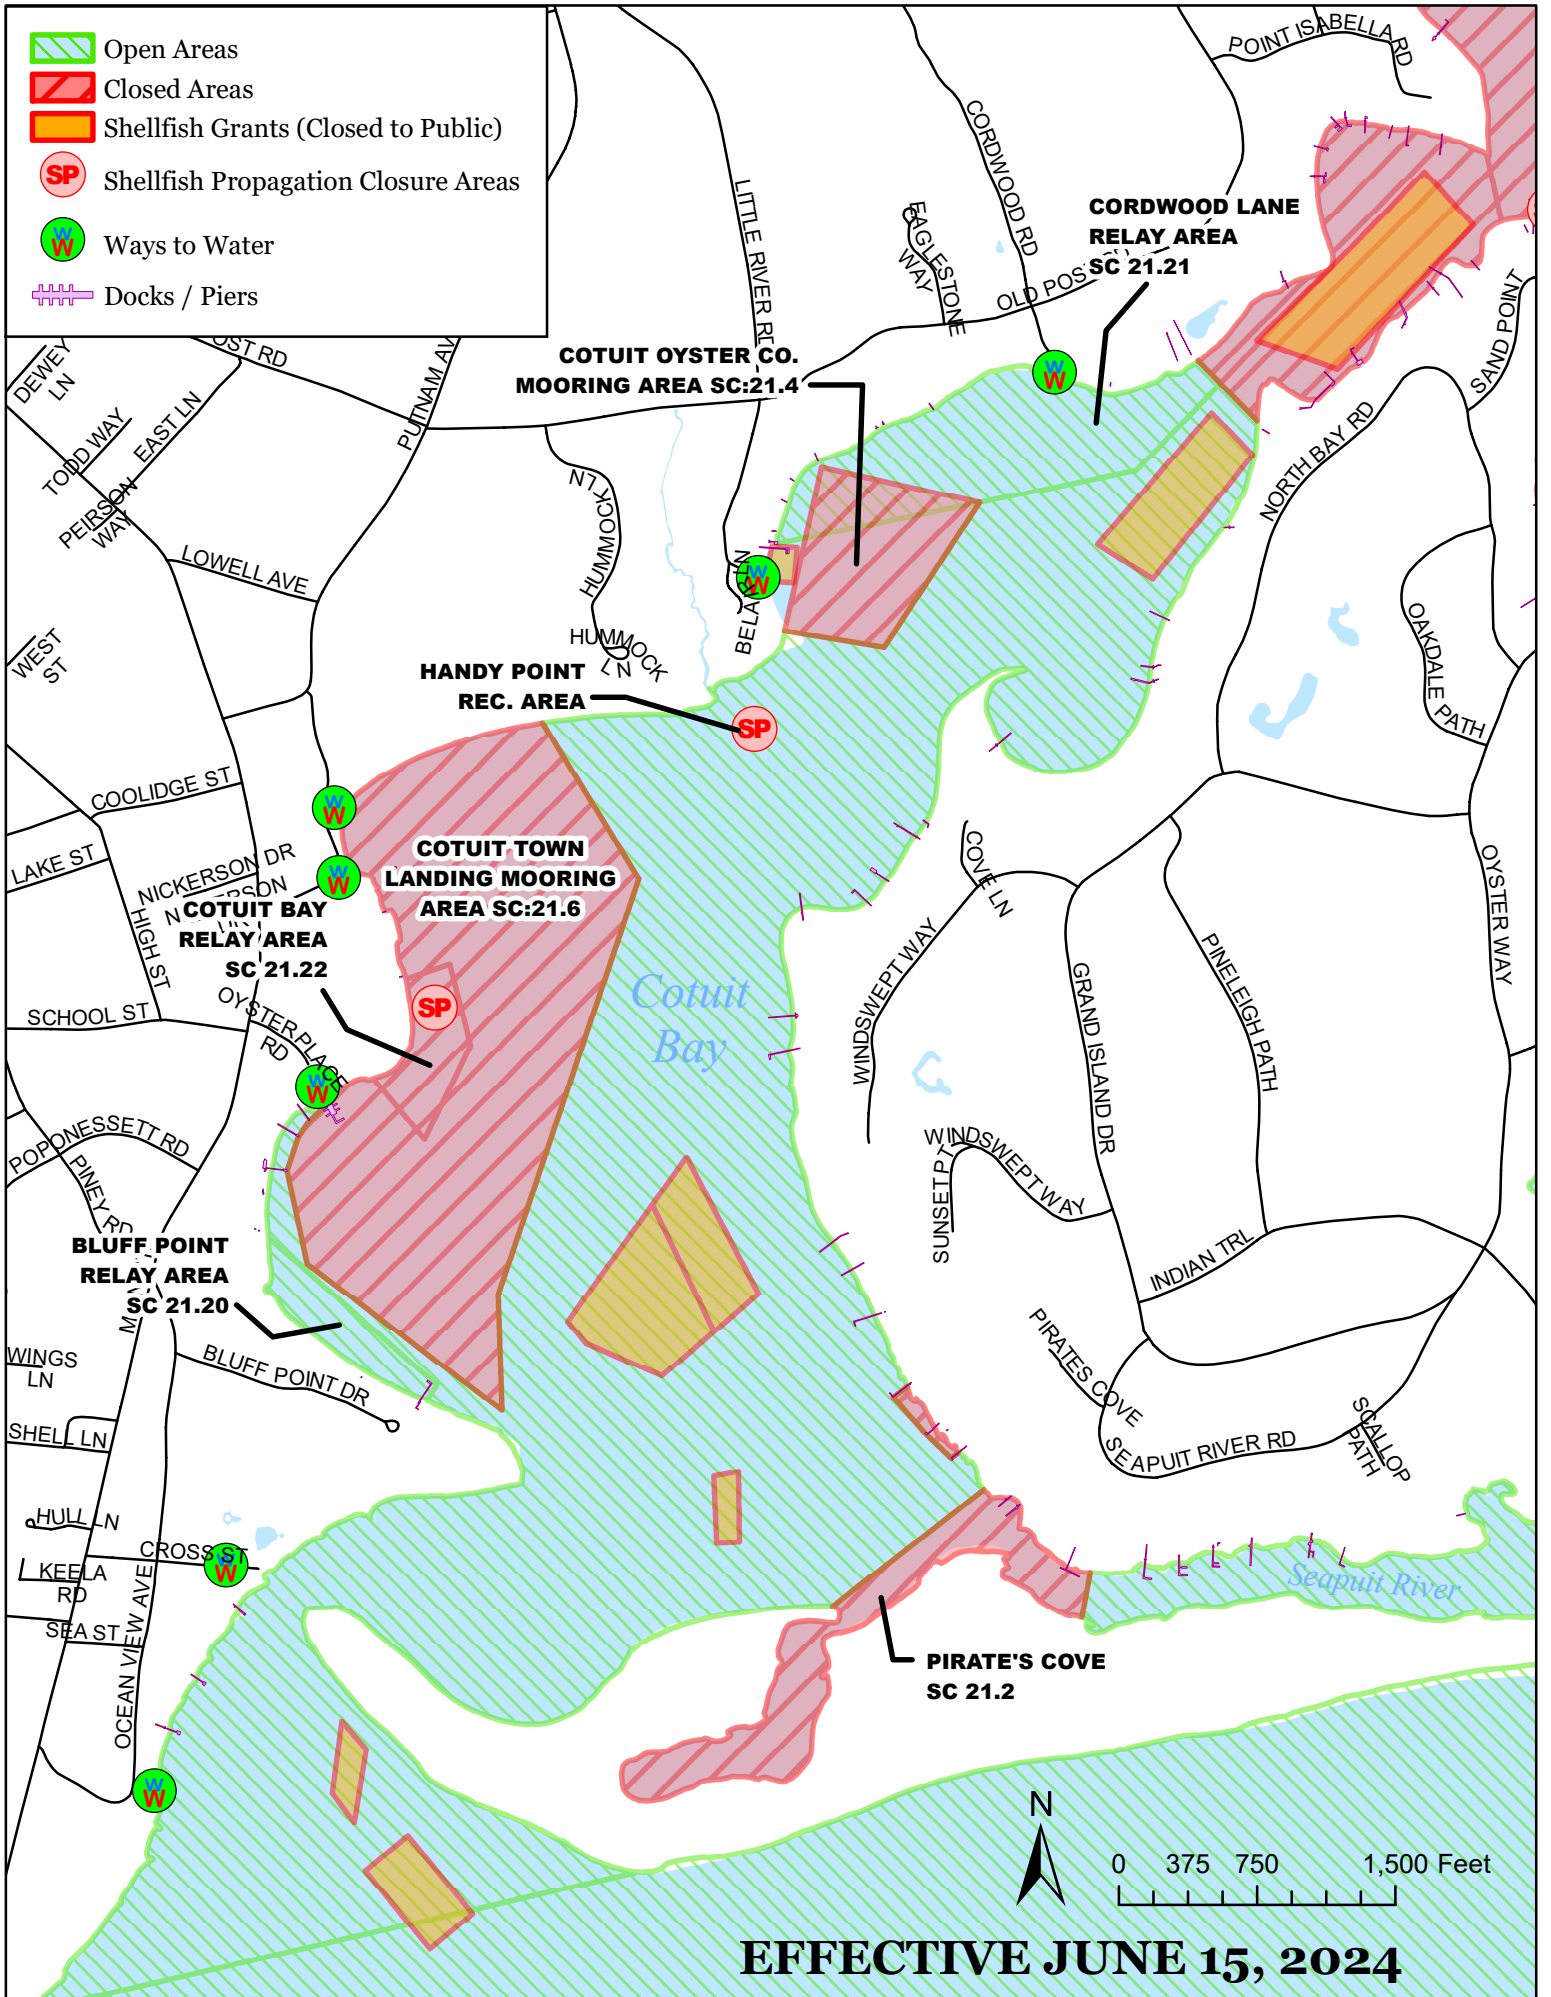 Open Areas
Closed Areas
Shellfish Grants (Closed to Public)
SP
Shellfish Propagation Closure Areas
W
W
Ways to Water
Docks / Piers
POINT ISABELLA RD
CORDWOOD RD
LITTLE RIVER RD
EAGLESTONE
WAY
CORDWOOD LANE
RELAY AREA
SC 21.21
OLD POS
SAND POINT
OST RD
DEWEY
LN
PUTNAM AV
COTUIT OYSTER CO.
MOORING AREA SC:21.4
W
W
EAST LN
TODD WAY
PEIRSON
WAY
HUMMOCK LN
NORTH BAY RD
LOWELL AVE
W
W
BELA
LN
OAKDALE PATH
WEST
ST
HUMMOCK
LN
HANDY POINT
REC. AREA
SP
COOLIDGE ST
W
W
LAKE ST
NICKERSON DR
W
W
COTUIT TOWN
LANDING MOORING
AREA SC:21.6
COVE LN
OYSTER WAY
HIGH ST
COTUIT BAY
RELAY AREA
SC 21.22
WINDSWEPT WAY
PINELEIGH PATH
GRAND ISLAND DR
Cotuit
Bay
SP
SCHOOL ST
OYSTER PLACE
RD
W
W
POPONESSETT RD
PINEY RD
WINDSWEPT WAY
SUNSET PT
INDIAN TRL
BLUFF POINT
RELAY AREA
SC 21.20
M
WINGS
LN
BLUFF POINT DR
PIRATES COVE
SHELL LN
SEAPUIT RIVER RD
SCALLOP
PATH
HULL LN
CROSS ST
W
W
KEELA
RD
Seapuit River
SEA ST
OCEAN VIEW AVE
PIRATE'S COVE
SC 21.2
W
W
N
0 375 750 1,500 Feet
EFFECTIVE JUNE 15, 2024